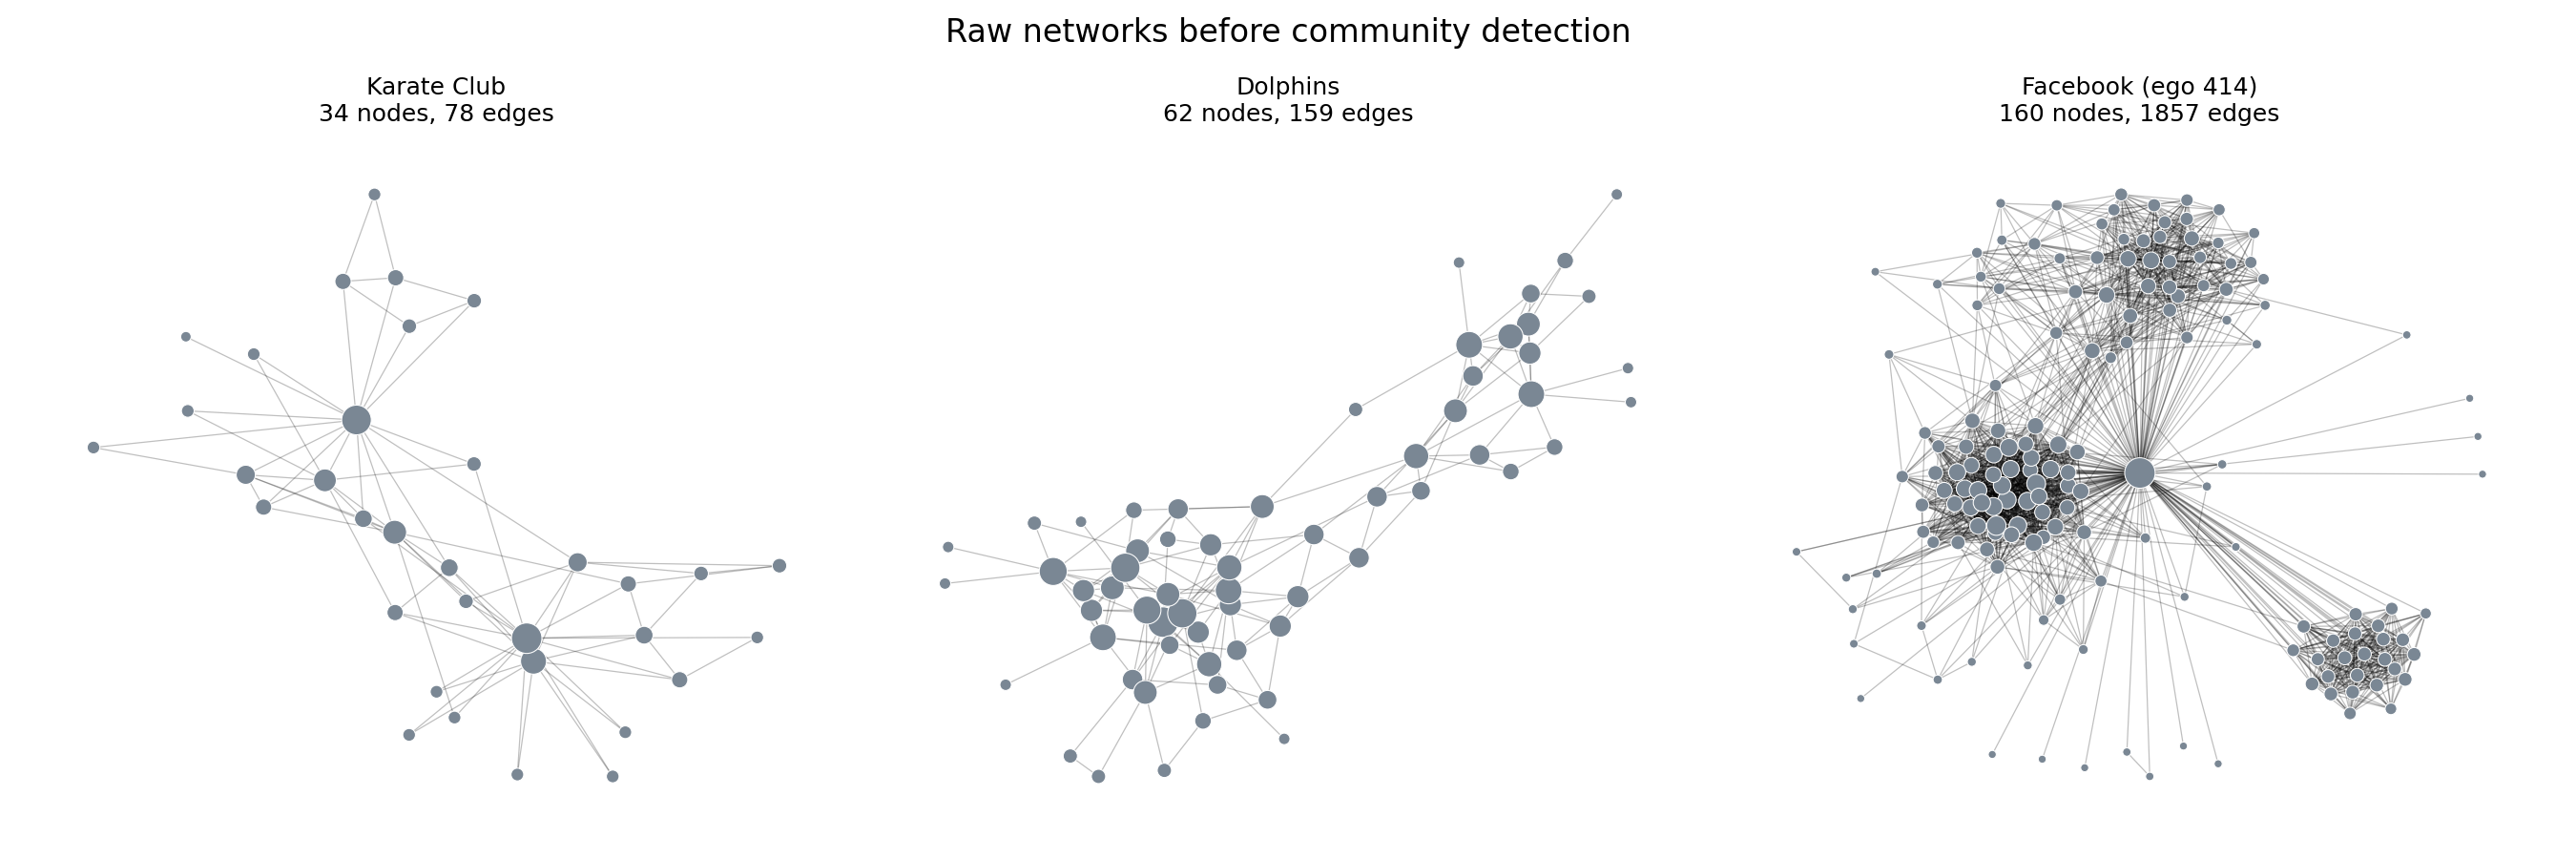 Raw networks before community detection
Karate Club
34 nodes, 78 edges
Dolphins
62 nodes, 159 edges
Facebook (ego 414)
160 nodes, 1857 edges